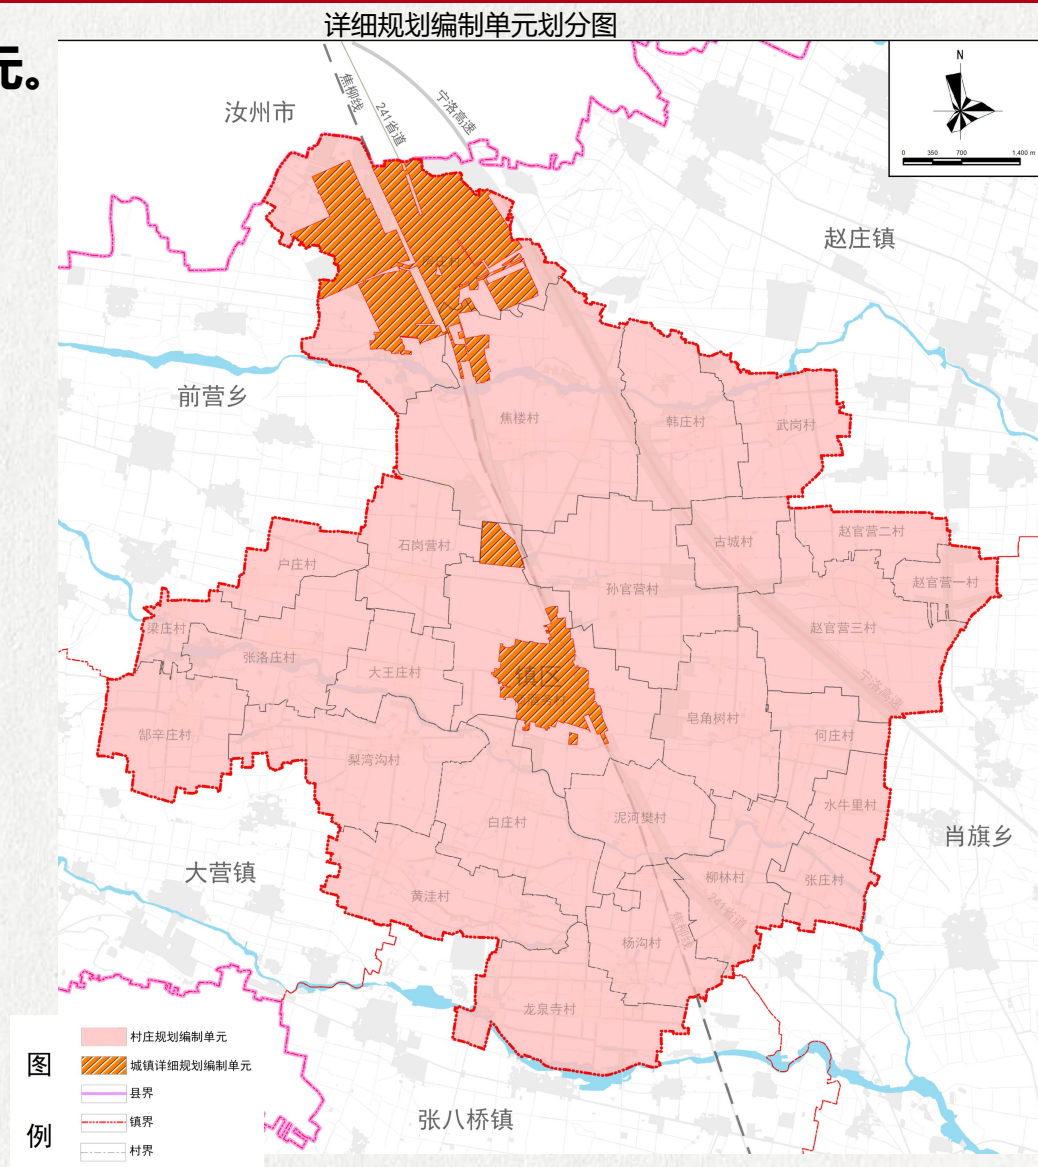 详细规划编制单元划分图
元。
N
0 350 700 1,400 m
汝州市
焦柳线
241省道
宁洛高速
赵庄镇
前营乡
焦楼村
韩庄村
武岗村
石岗营村
古城村
赵官营二村
户庄村
孙官营村
赵官营一村
梁庄村
张洛庄村
大王庄村
镇区
赵官营三村
宁洛高速
皂角树村
何庄村
郜辛庄村
梨湾沟村
白庄村
泥河樊村
水牛里村
肖旗乡
大营镇
黄洼村
柳林村
张庄村
241省道
焦柳线
杨沟村
龙泉寺村
张八桥镇
图例
村庄规划编制单元
城镇详细规划编制单元
县界
镇界
村界